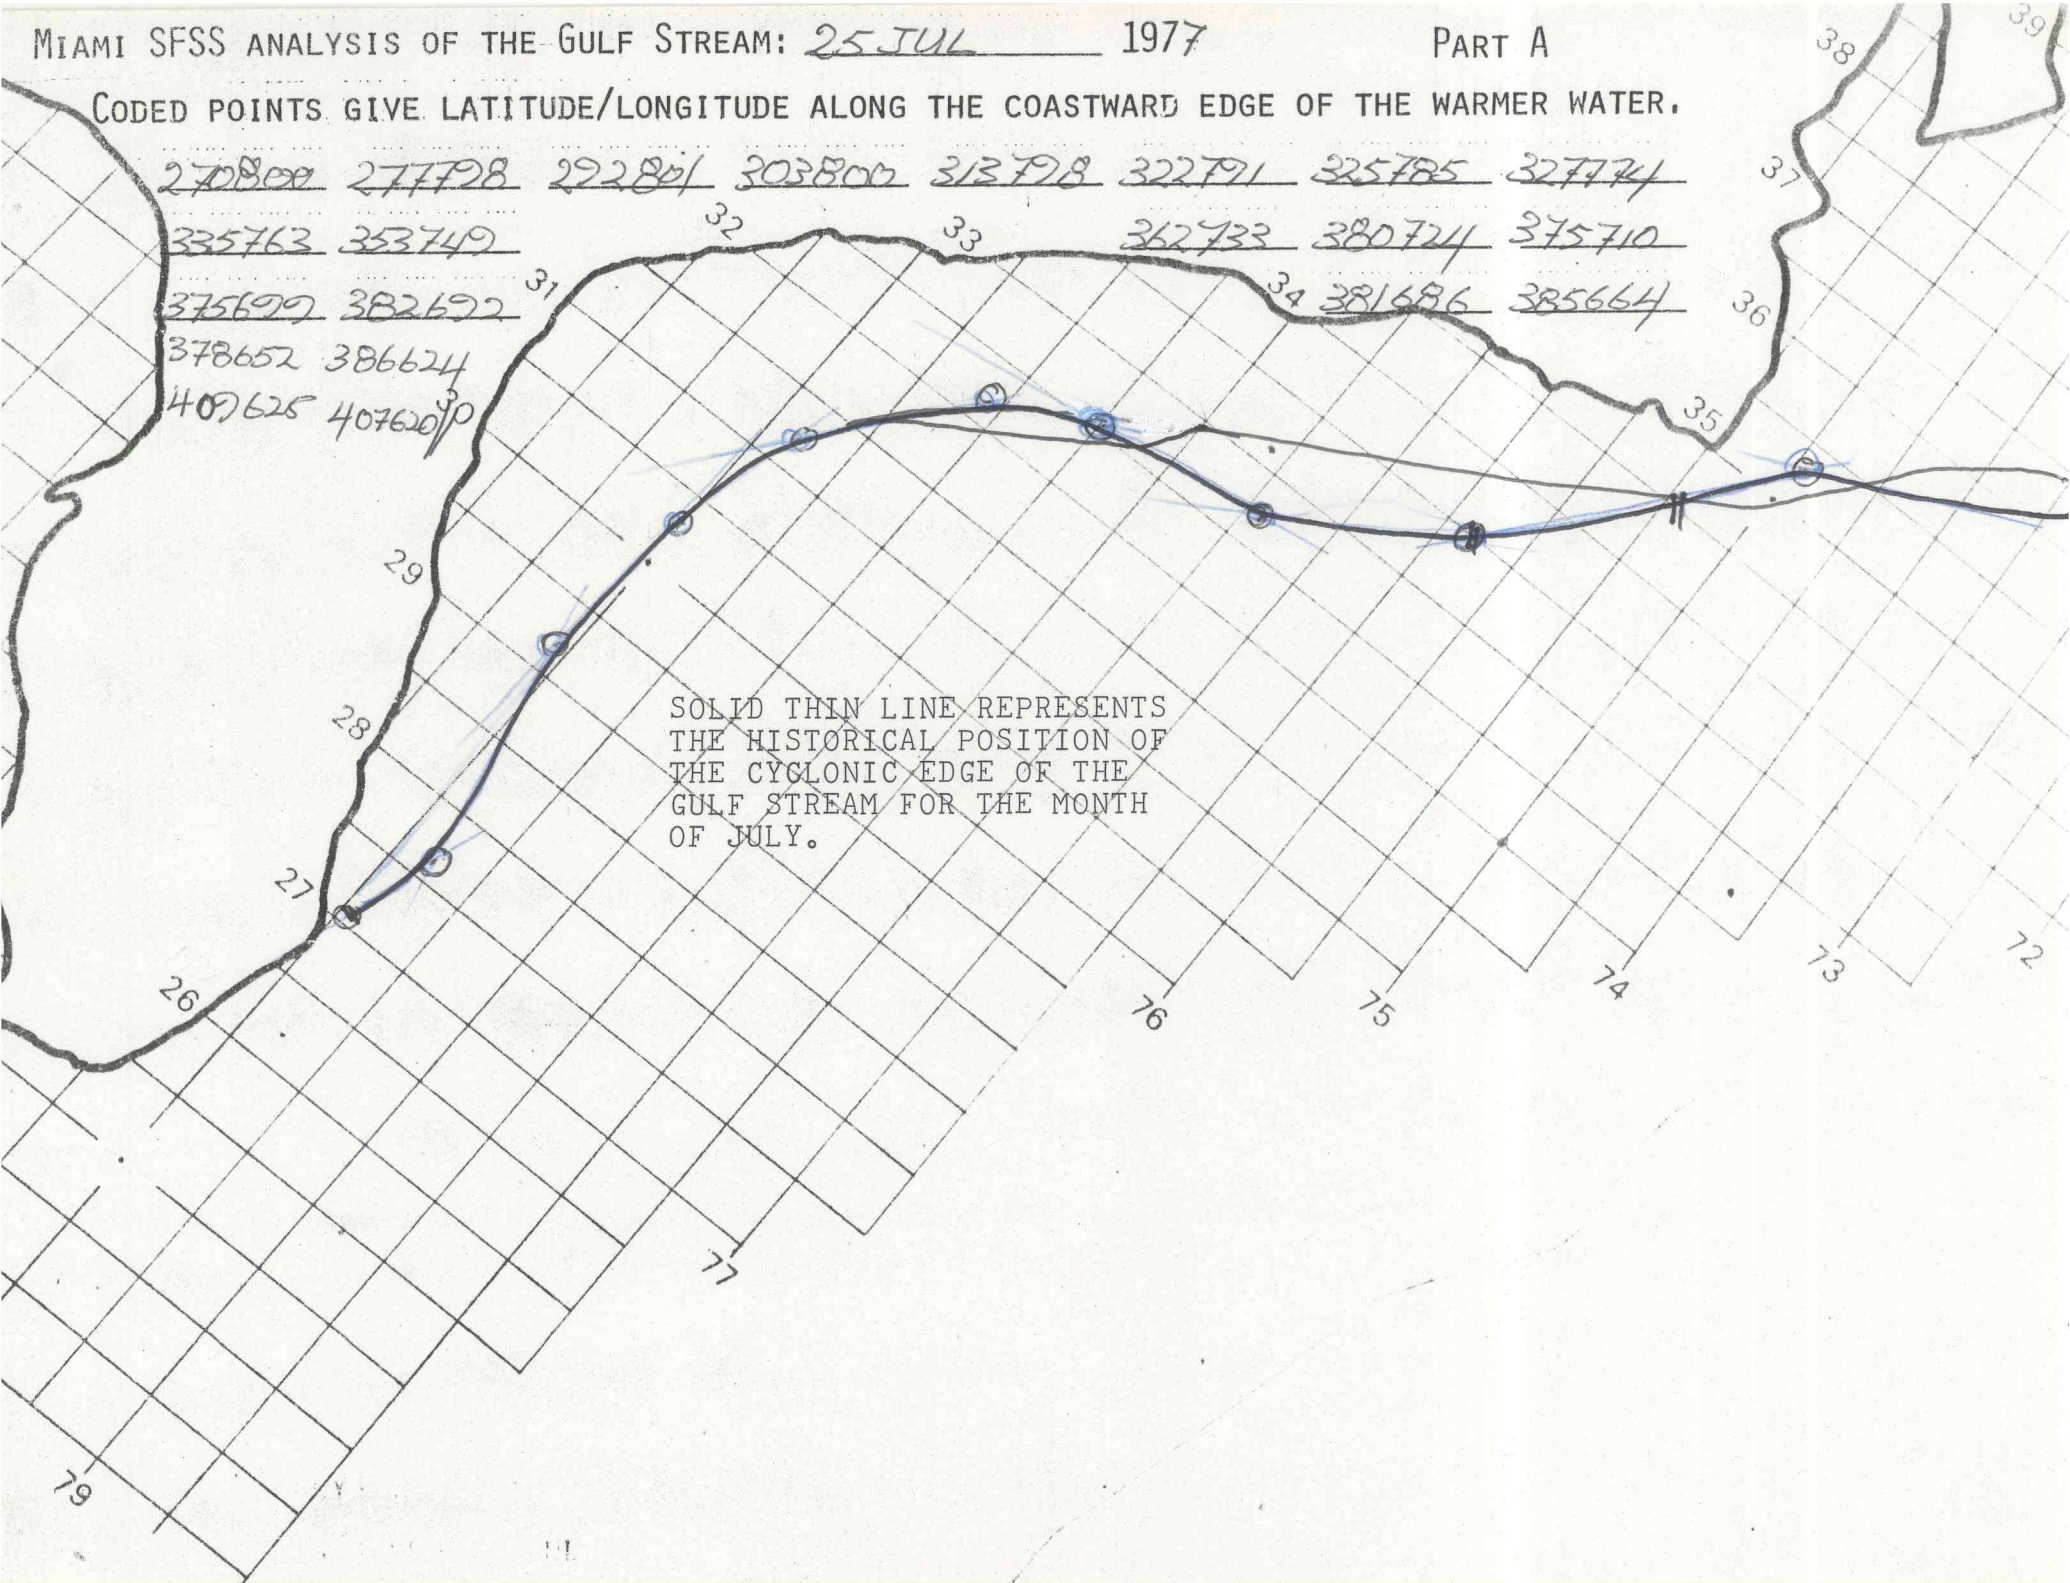 MIAMI SFSS ANALYSIS OF THE GULF STREAM: 25 JUL 1977 PART A
CODED POINTS GIVE LATITUDE/LONGITUDE ALONG THE COASTWARD EDGE OF THE WARMER WATER.
270800 277798 292801 303800 313798 322791 325785 327774
335763 353749 362733 380724 375710
375699 382692 381686 385664
378652 386624
409625 407620
39
38
37
36
35
34
33
32
31
30
29
28
27
26
SOLID THIN LINE REPRESENTS
THE HISTORICAL POSITION OF
THE CYCLONIC EDGE OF THE
GULF STREAM FOR THE MONTH
OF JULY.
72
73
74
75
76
77
79